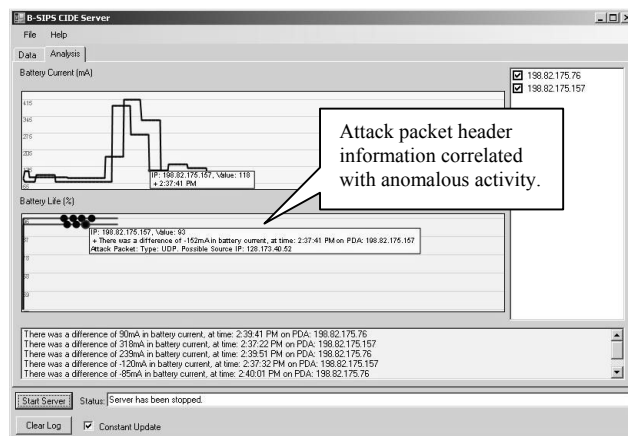 B-SIPS CIDE Server
File Help
Data Analysis
Battery Current (mA)
198.82.175.76
198.82.175.157
415
345
275
205
IP: 198.82.175.157, Value: 118
+ 2:37:41 PM
Attack packet header
information correlated
with anomalous activity.
Battery Life (%)
IP: 198.82.175.157, Value: 93
+ There was a difference of -152mA in battery current, at time: 2:37:41 PM on PDA: 198.82.175.157
Attack Packet: Type: UDP. Possible Source IP: 128.173.40.52
There was a difference of 90mA in battery current, at time: 2:39:41 PM on PDA: 198.82.175.76
There was a difference of 318mA in battery current, at time: 2:37:22 PM on PDA: 198.82.175.157
There was a difference of 239mA in battery current, at time: 2:39:51 PM on PDA: 198.82.175.76
There was a difference of -120mA in battery current, at time: 2:37:32 PM on PDA: 198.82.175.157
There was a difference of -85mA in battery current, at time: 2:40:01 PM on PDA: 198.82.175.76
Start Server Status: Server has been stopped.
Clear Log Constant Update